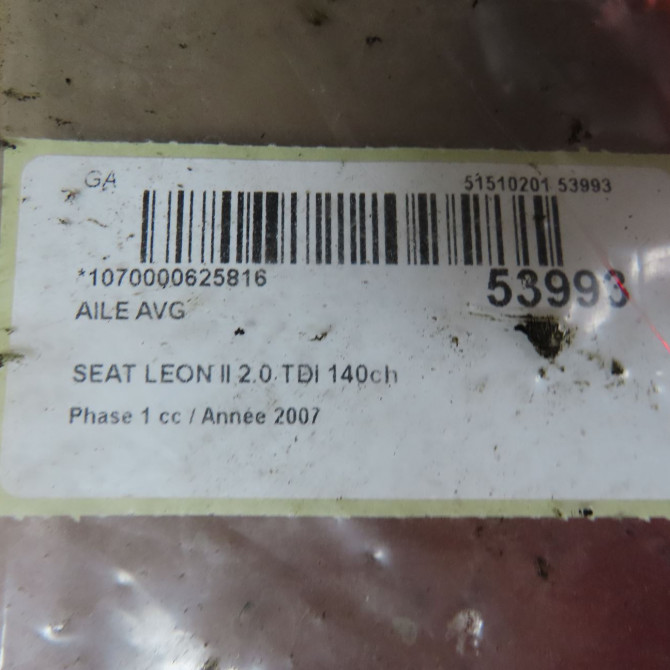 GA 51510201 53993
*1070000625816 53993
AILE AVG
SEAT LEON II 2.0 TDI 140ch
Phase 1 cc / Année 2007